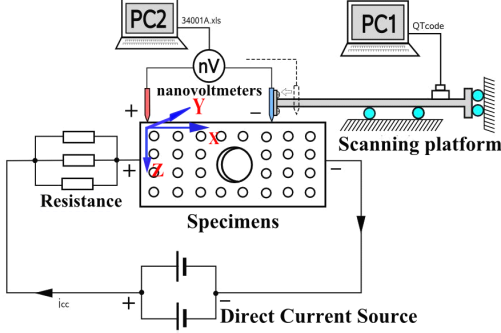 PC2
34001A.xls
PC1
QTcode
nV
nanovoltmeters
+
−
Y
X
Z
Scanning platform
+
−
Resistance
Specimens
icc
+
−
Direct Current Source